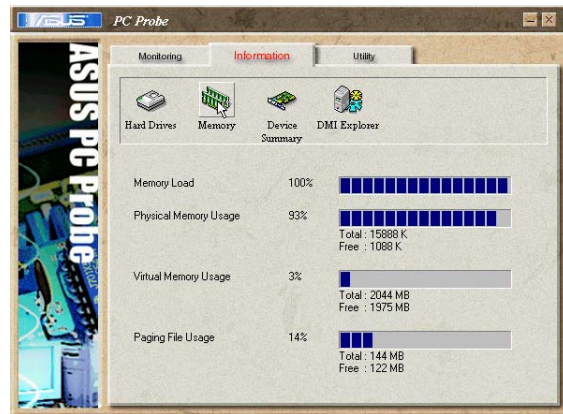 ASUS PC Probe
Monitoring Information Utility
Hard Drives Memory Device Summary DMI Explorer
ASUS PC Probe
Memory Load 100%
Physical Memory Usage 93%
Total : 15888 K
Free : 1088 K
Virtual Memory Usage 3%
Total : 2044 MB
Free : 1975 MB
Paging File Usage 14%
Total : 144 MB
Free : 122 MB